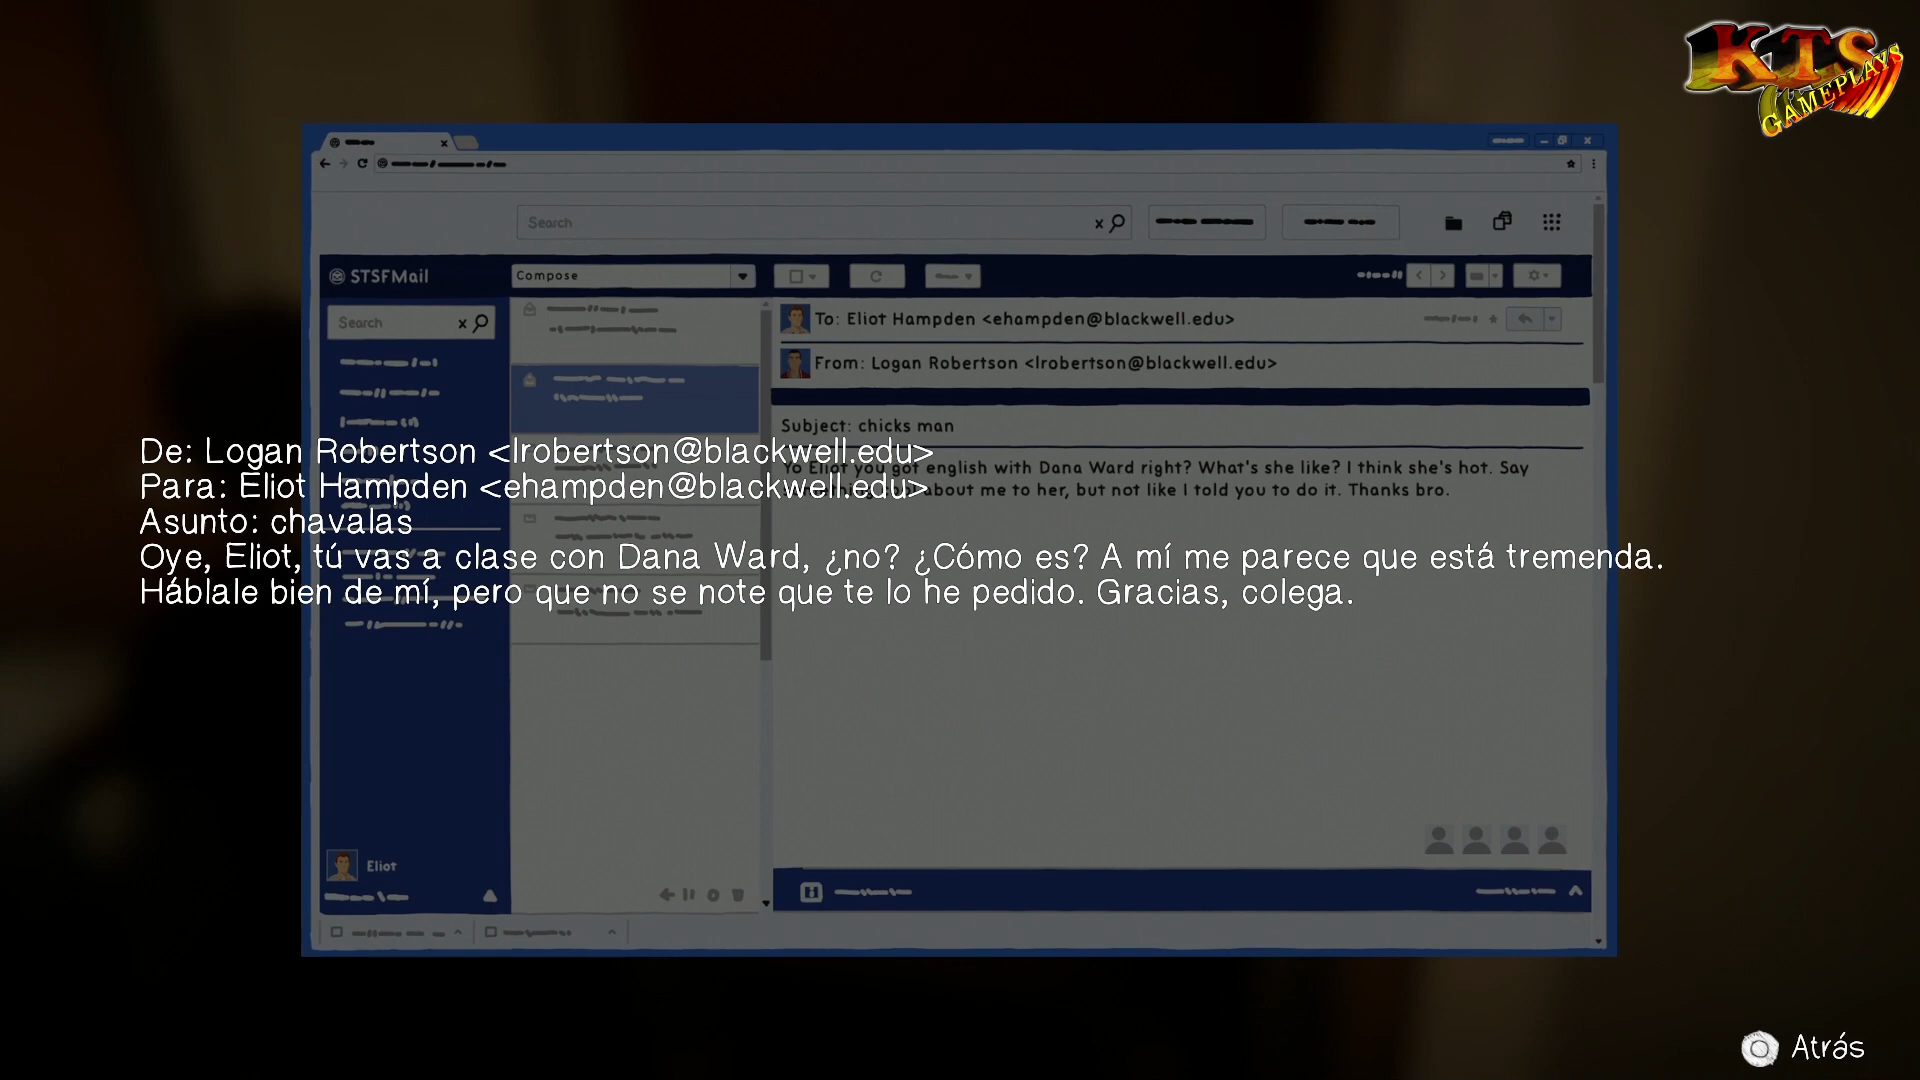 KTS
GAMEPLAYS
Search
STSFMail
Compose
Search
To: Eliot Hampden <ehampden@blackwell.edu>
From: Logan Robertson <lrobertson@blackwell.edu>
Subject: chicks man
Yo Eliot you got english with Dana Ward right? What's she like? I think she's hot. Say
about me to her, but not like I told you to do it. Thanks bro.
De: Logan Robertson <lrobertson@blackwell.edu>
Para: Eliot Hampden <ehampden@blackwell.edu>
Asunto: chavalas
Oye, Eliot, tú vas a clase con Dana Ward, ¿no? ¿Cómo es? A mí me parece que está tremenda.
Háblale bien de mí, pero que no se note que te lo he pedido. Gracias, colega.
Eliot
Atrás